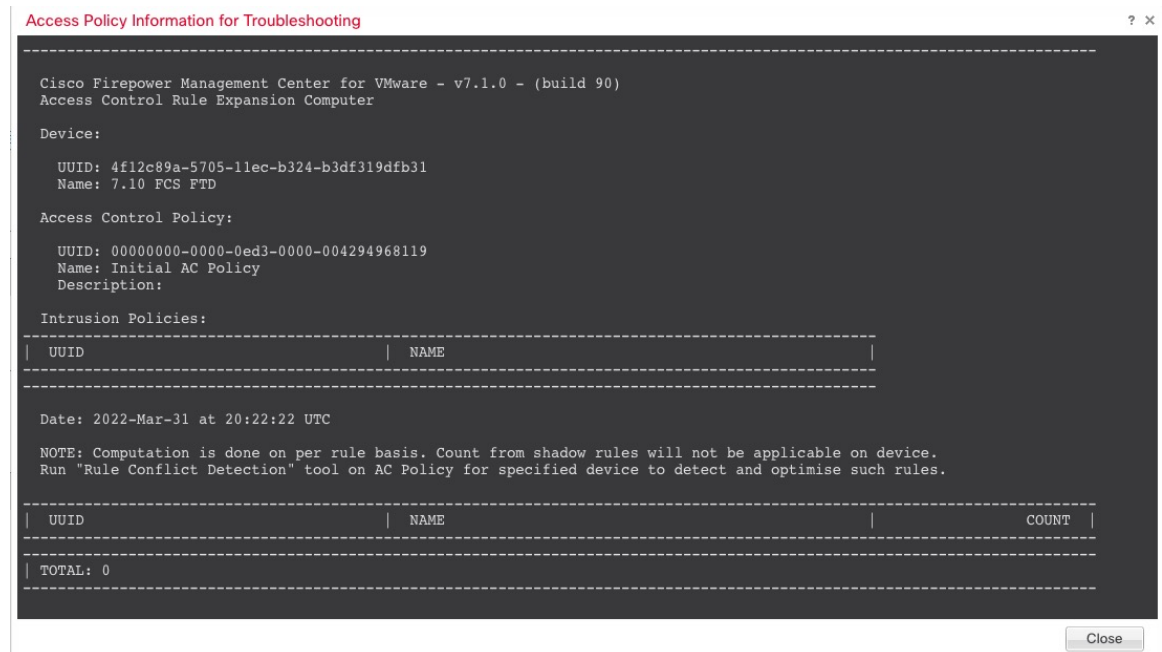 Access Policy Information for Troubleshooting ? ×
------------------------------------------------------------
Cisco Firepower Management Center for VMware - v7.1.0 - (build 90)
Access Control Rule Expansion Computer
Device:
UUID: 4f12c89a-5705-11ec-b324-b3df319dfb31
Name: 7.10 FCS FTD
Access Control Policy:
UUID: 00000000-0000-0ed3-0000-004294968119
Name: Initial AC Policy
Description:
Intrusion Policies:
------------------------------------------------------------
| UUID | NAME |
------------------------------------------------------------
------------------------------------------------------------
Date: 2022-Mar-31 at 20:22:22 UTC
NOTE: Computation is done on per rule basis. Count from shadow rules will not be applicable on device.
Run "Rule Conflict Detection" tool on AC Policy for specified device to detect and optimise such rules.
------------------------------------------------------------
| UUID | NAME | COUNT |
------------------------------------------------------------
------------------------------------------------------------
| TOTAL: 0
------------------------------------------------------------
Close